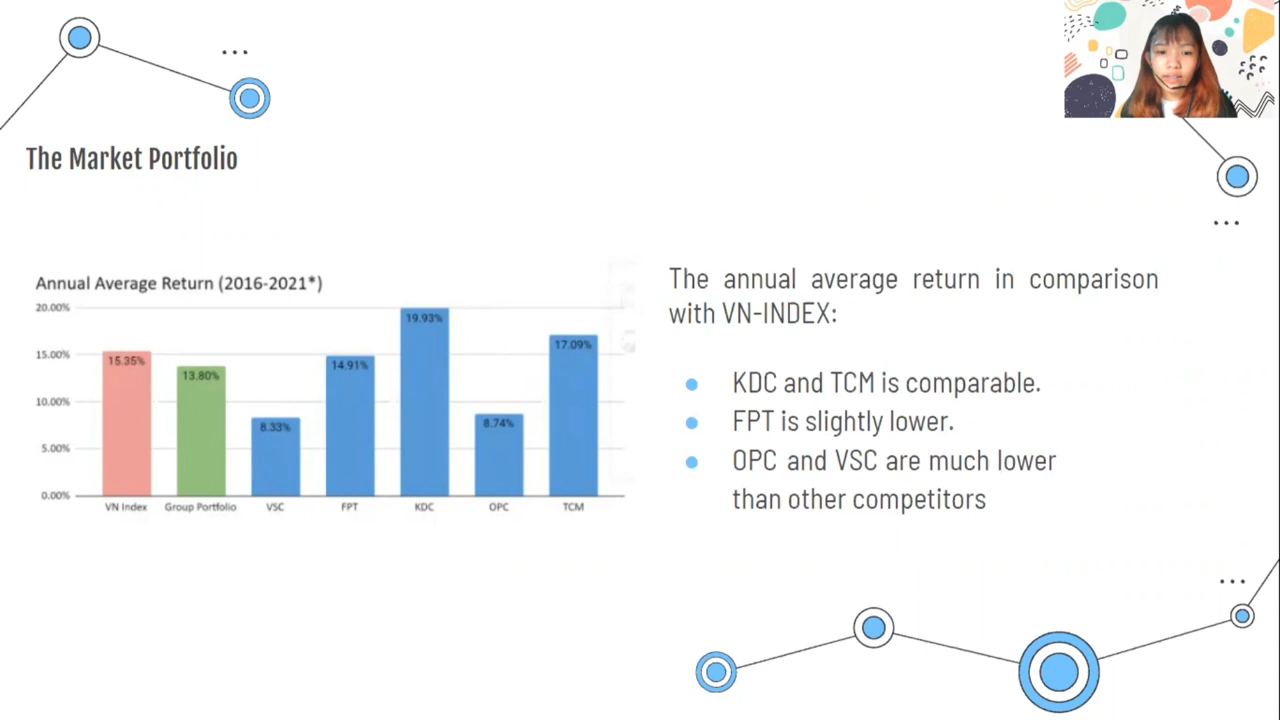 The Market Portfolio
Annual Average Return (2016-2021*)
20.00%
15.00%
10.00%
5.00%
0.00%
15.35%
13.80%
8.33%
14.91%
19.93%
8.74%
17.09%
VN Index
Group Portfolio
VSC
FPT
KDC
OPC
TCM
The annual average return in comparison
with VN-INDEX:
KDC and TCM is comparable.
FPT is slightly lower.
OPC and VSC are much lower
than other competitors